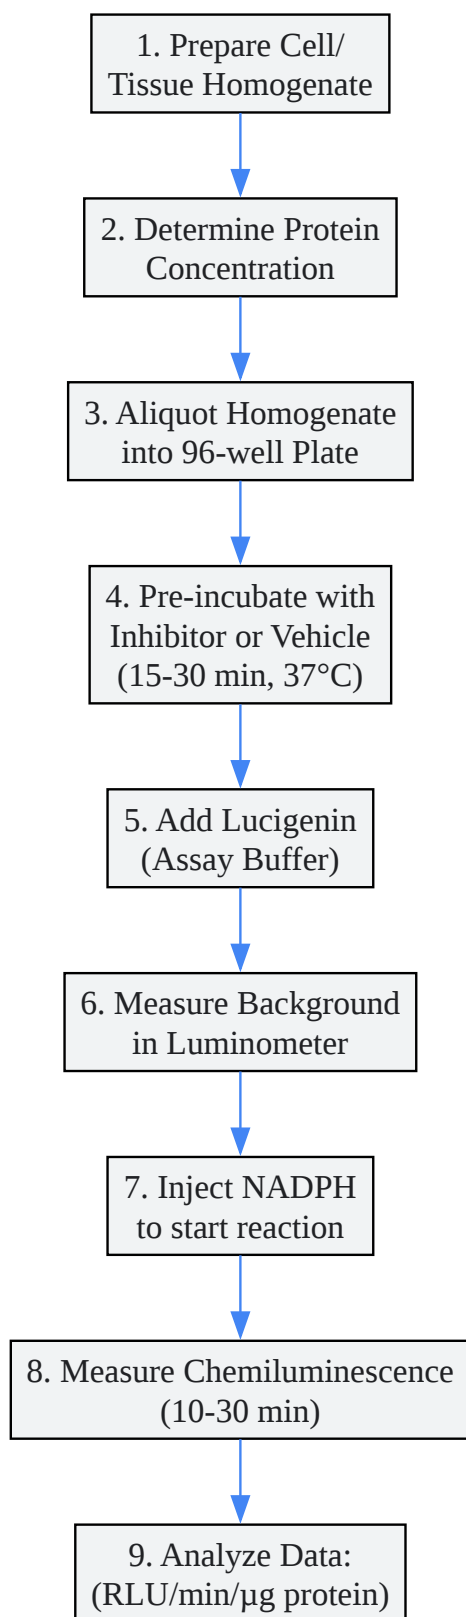 1. Prepare Cell/
Tissue Homogenate
2. Determine Protein
Concentration
3. Aliquot Homogenate
into 96-well Plate
4. Pre-incubate with
Inhibitor or Vehicle
(15-30 min, 37°C)
5. Add Lucigenin
(Assay Buffer)
6. Measure Background
in Luminometer
7. Inject NADPH
to start reaction
8. Measure Chemiluminescence
(10-30 min)
9. Analyze Data:
(RLU/min/µg protein)